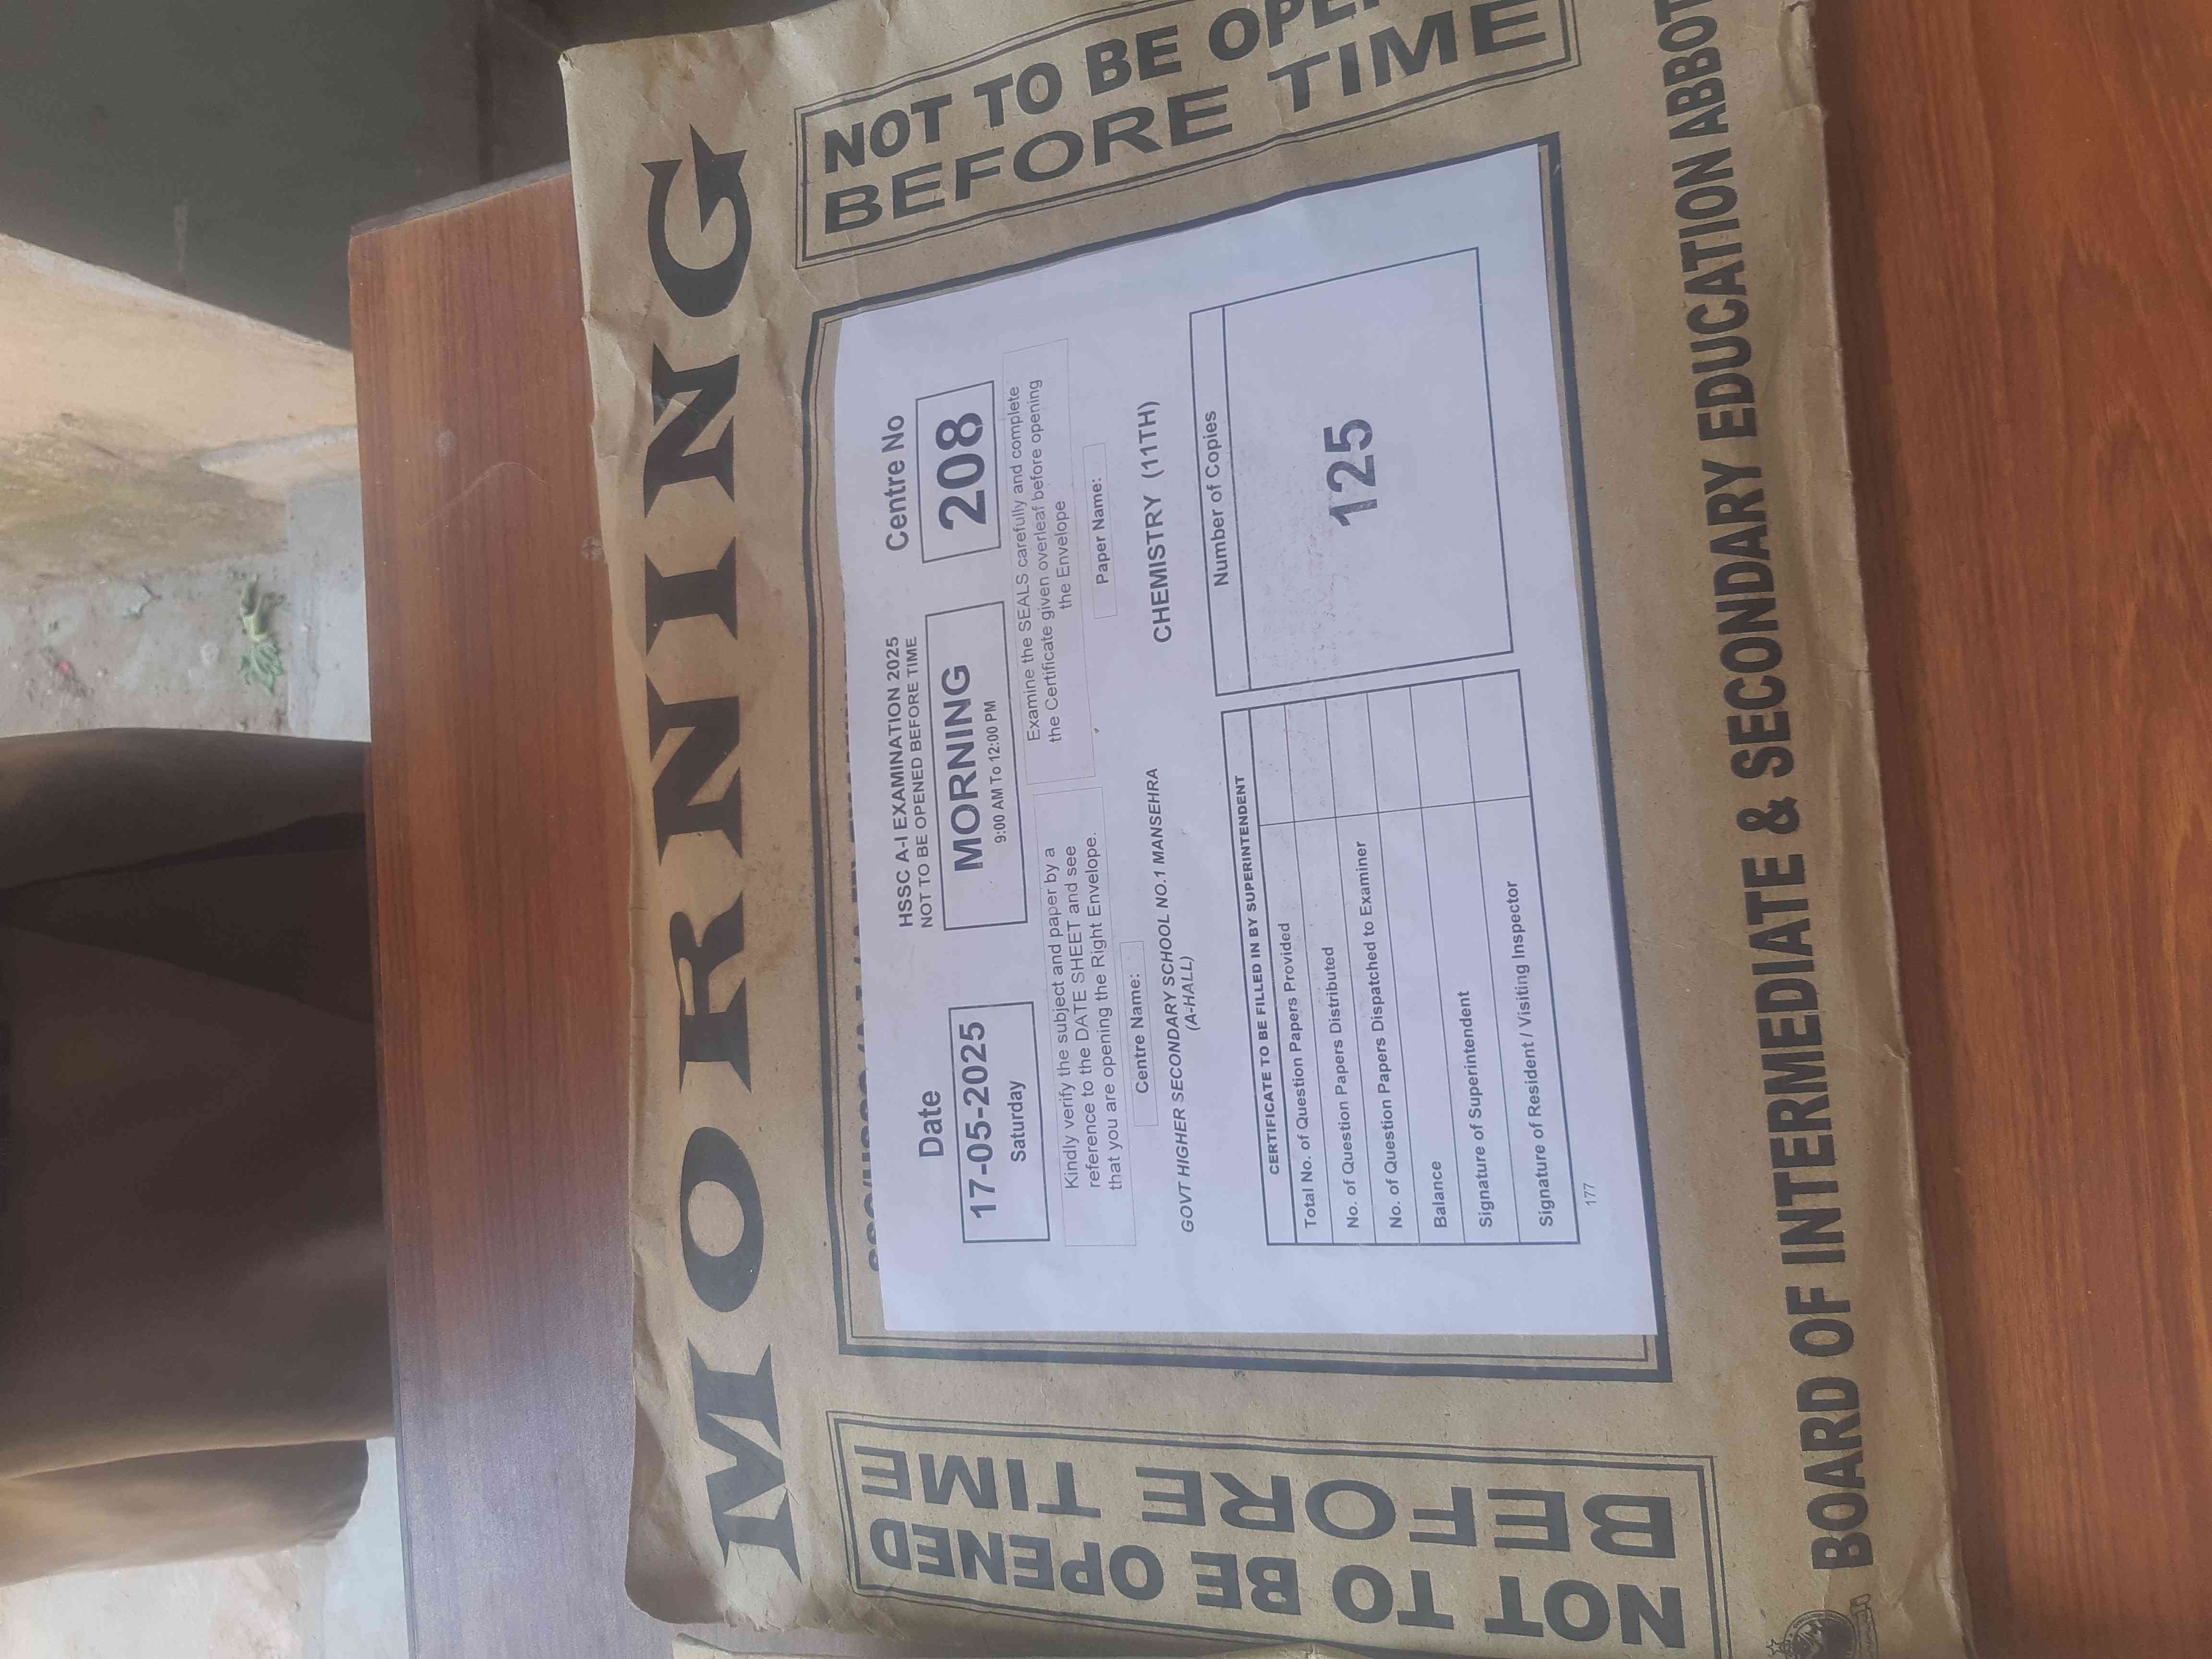 MORNING
NOT TO BE OPENED
BEFORE TIME
NOT TO BE
BEFORE TIME
HSSC A-I EXAMINATION 2025
NOT TO BE OPENED BEFORE TIME
Date
17-05-2025
Saturday
MORNING
9:00 AM To 12:00 PM
Centre No
208
Kindly verify the subject and paper by a
reference to the DATE SHEET and see
that you are opening the Right Envelope.
Examine the SEALS carefully and complete
the Certificate given overleaf before opening
the Envelope
Centre Name:
GOVT HIGHER SECONDARY SCHOOL NO.1 MANSEHRA
(A-HALL)
Paper Name:
CHEMISTRY (11TH)
CERTIFICATE TO BE FILLED IN BY SUPERINTENDENT
Total No. of Question Papers Provided
No. of Question Papers Distributed
No. of Question Papers Dispatched to Examiner
Balance
Signature of Superintendent
Signature of Resident / Visiting Inspector
Number of Copies
125
177
BOARD OF INTERMEDIATE & SECONDARY EDUCATION ABBOT